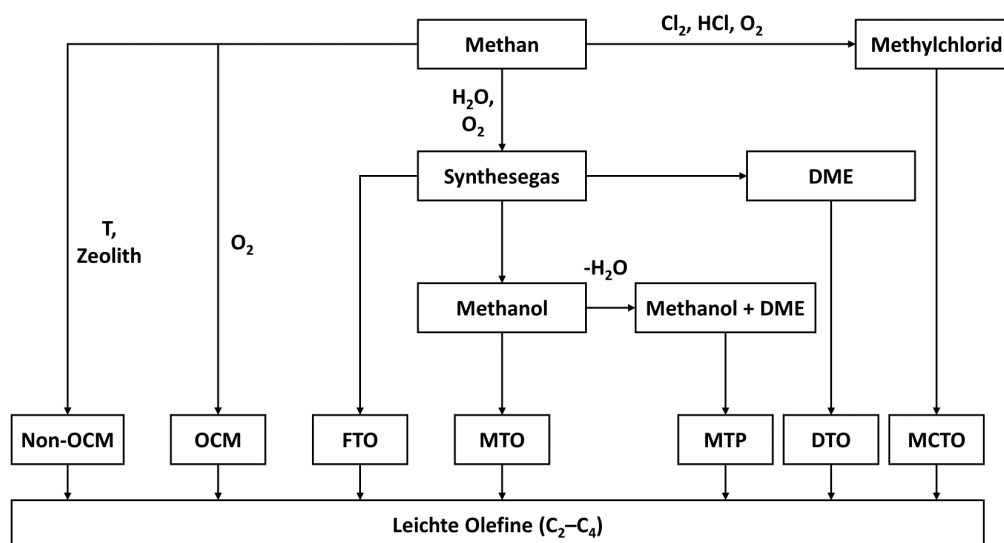 Cl₂, HCl, O₂
Methan
Methylchlorid
H₂O,
O₂
Synthesegas
DME
T,
Zeolith
O₂
-H₂O
Methanol
Methanol + DME
Non-OCM
OCM
FTO
MTO
MTP
DTO
MCTO
Leichte Olefine (C₂–C₄)